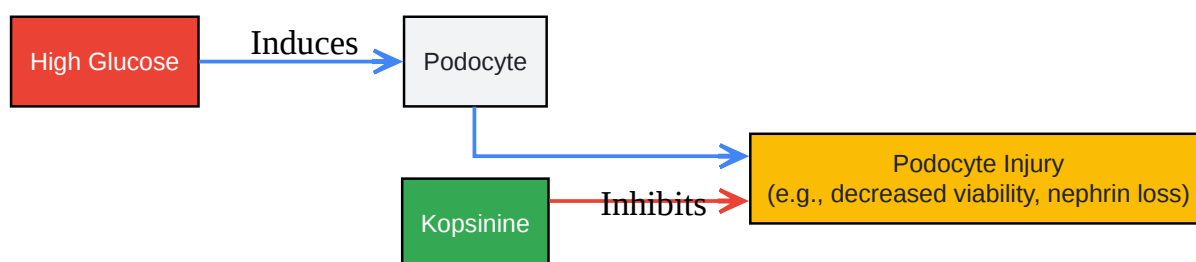 High Glucose
Induces
Podocyte
Podocyte Injury
(e.g., decreased viability, nephrin loss)
Kopsinine
Inhibits